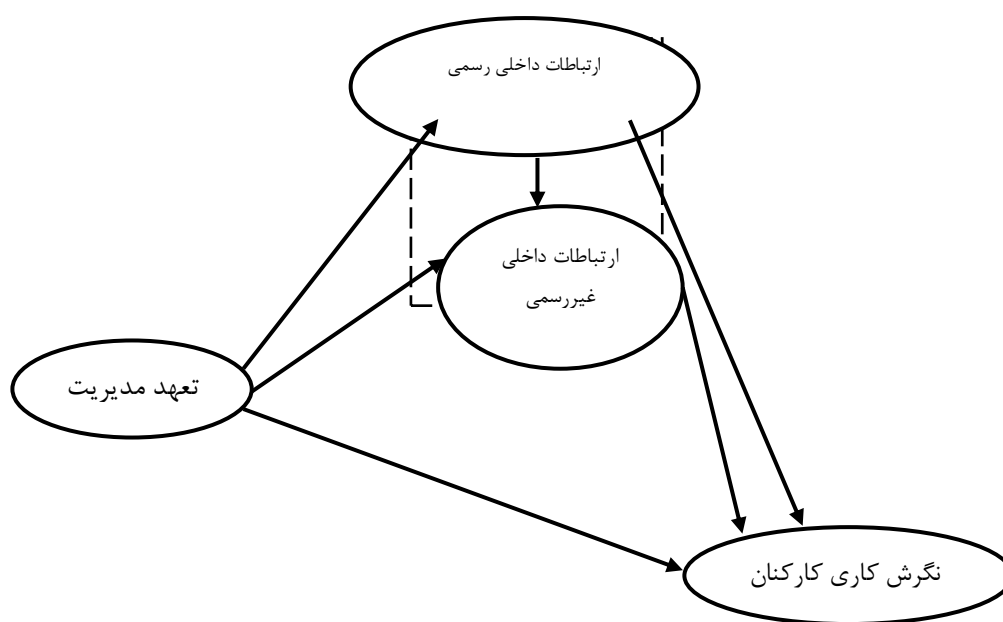 ارتباطات داخلی رسمی
ارتباطات داخلی
غیررسمی
تعهد مدیریت
نگرش کاری کارکنان